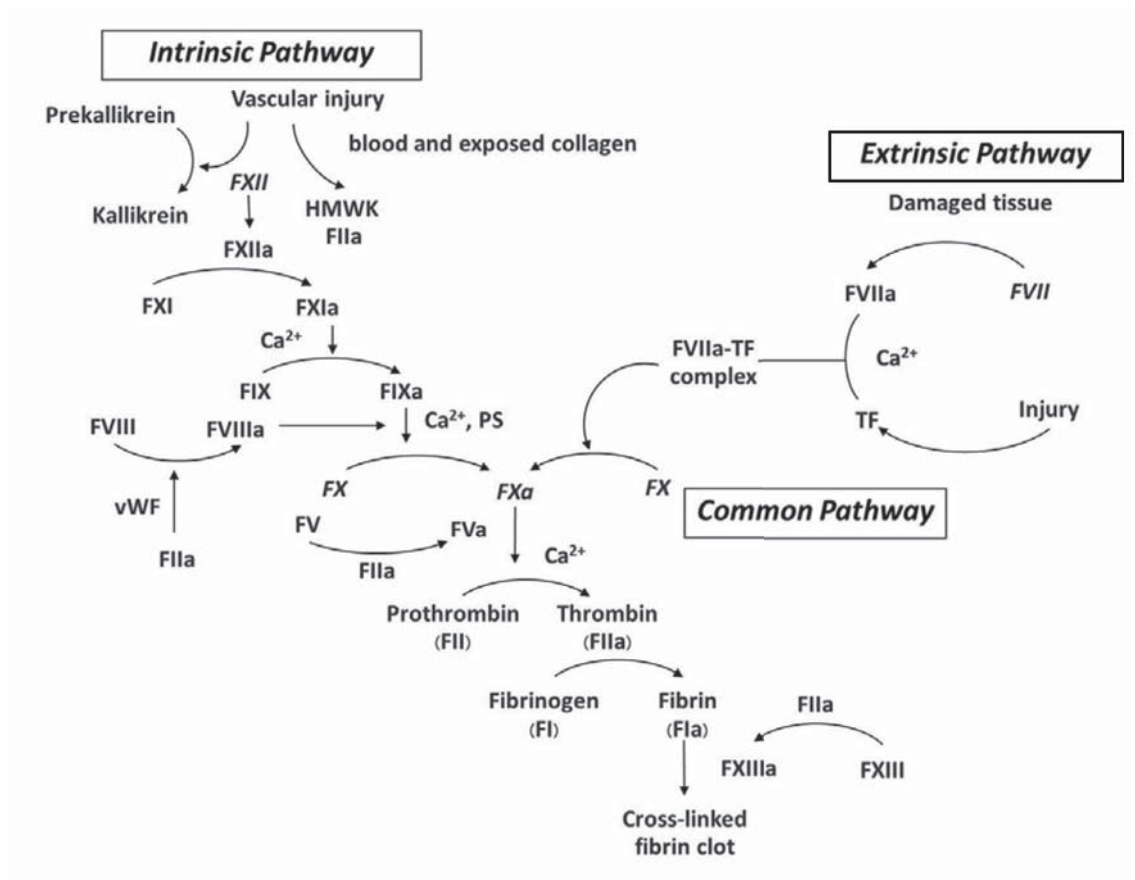 Intrinsic Pathway
Vascular injury
Prekallikrein
blood and exposed collagen
FXII
Kallikrein
HMWK
FIIa
FXIIa
FXI
FXIa
Ca²⁺
FIX
FIXa
FVIII
FVIIIa
Ca²⁺, PS
vWF
FIIa
FX
FXa
FX
FV
FVa
FIIa
Ca²⁺
Extrinsic Pathway
Damaged tissue
FVIIa
FVII
FVIIa-TF
complex
Ca²⁺
TF
Injury
Common Pathway
Prothrombin
(FII)
Thrombin
(FIIa)
Fibrinogen
(FI)
Fibrin
(FIa)
FIIa
FXIIIa
FXIII
Cross-linked
fibrin clot